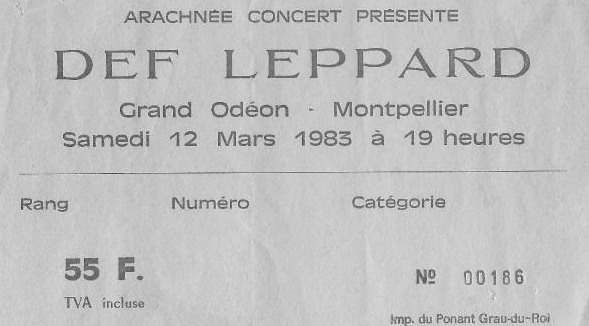 ARACHNÉE CONCERT PRÉSENTE
DEF LEPPARD
Grand Odéon - Montpellier
Samedi 12 Mars 1983 à 19 heures
Rang Numéro Catégorie
55 F.
Nº 00186
TVA incluse
Imp. du Ponant Grau-du-Roi